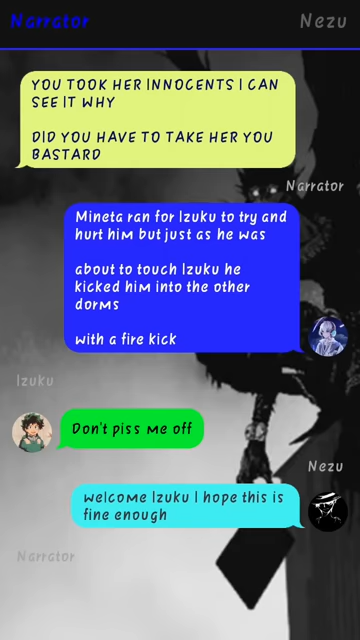 Narrator
Nezu
YOU TOOK HER INNOCENTS I CAN
SEE IT WHY
DID YOU HAVE TO TAKE HER YOU
BASTARD
Narrator
Mineta ran for Izuku to try and
hurt him but just as he was
about to touch Izuku he
kicked him into the other
dorms
with a fire kick
Izuku
Don't piss me off
Nezu
Welcome Izuku I hope this is
fine enough
Narrator